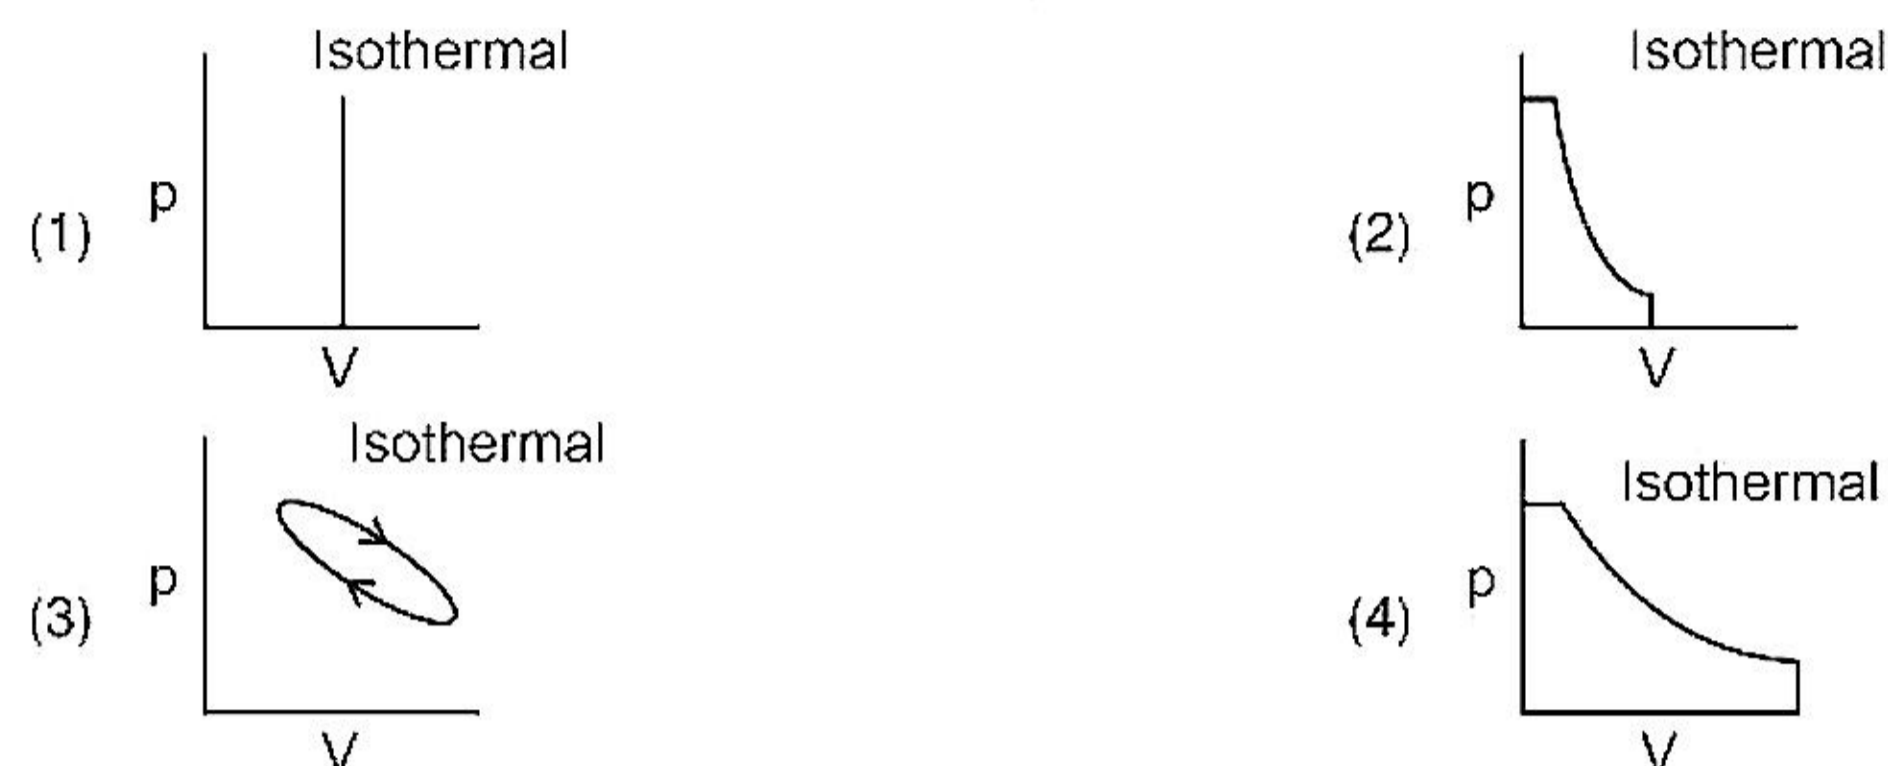 Isothermal
p
(1)
V
Isothermal
p
(2)
V
Isothermal
p
(3)
V
Isothermal
p
(4)
V